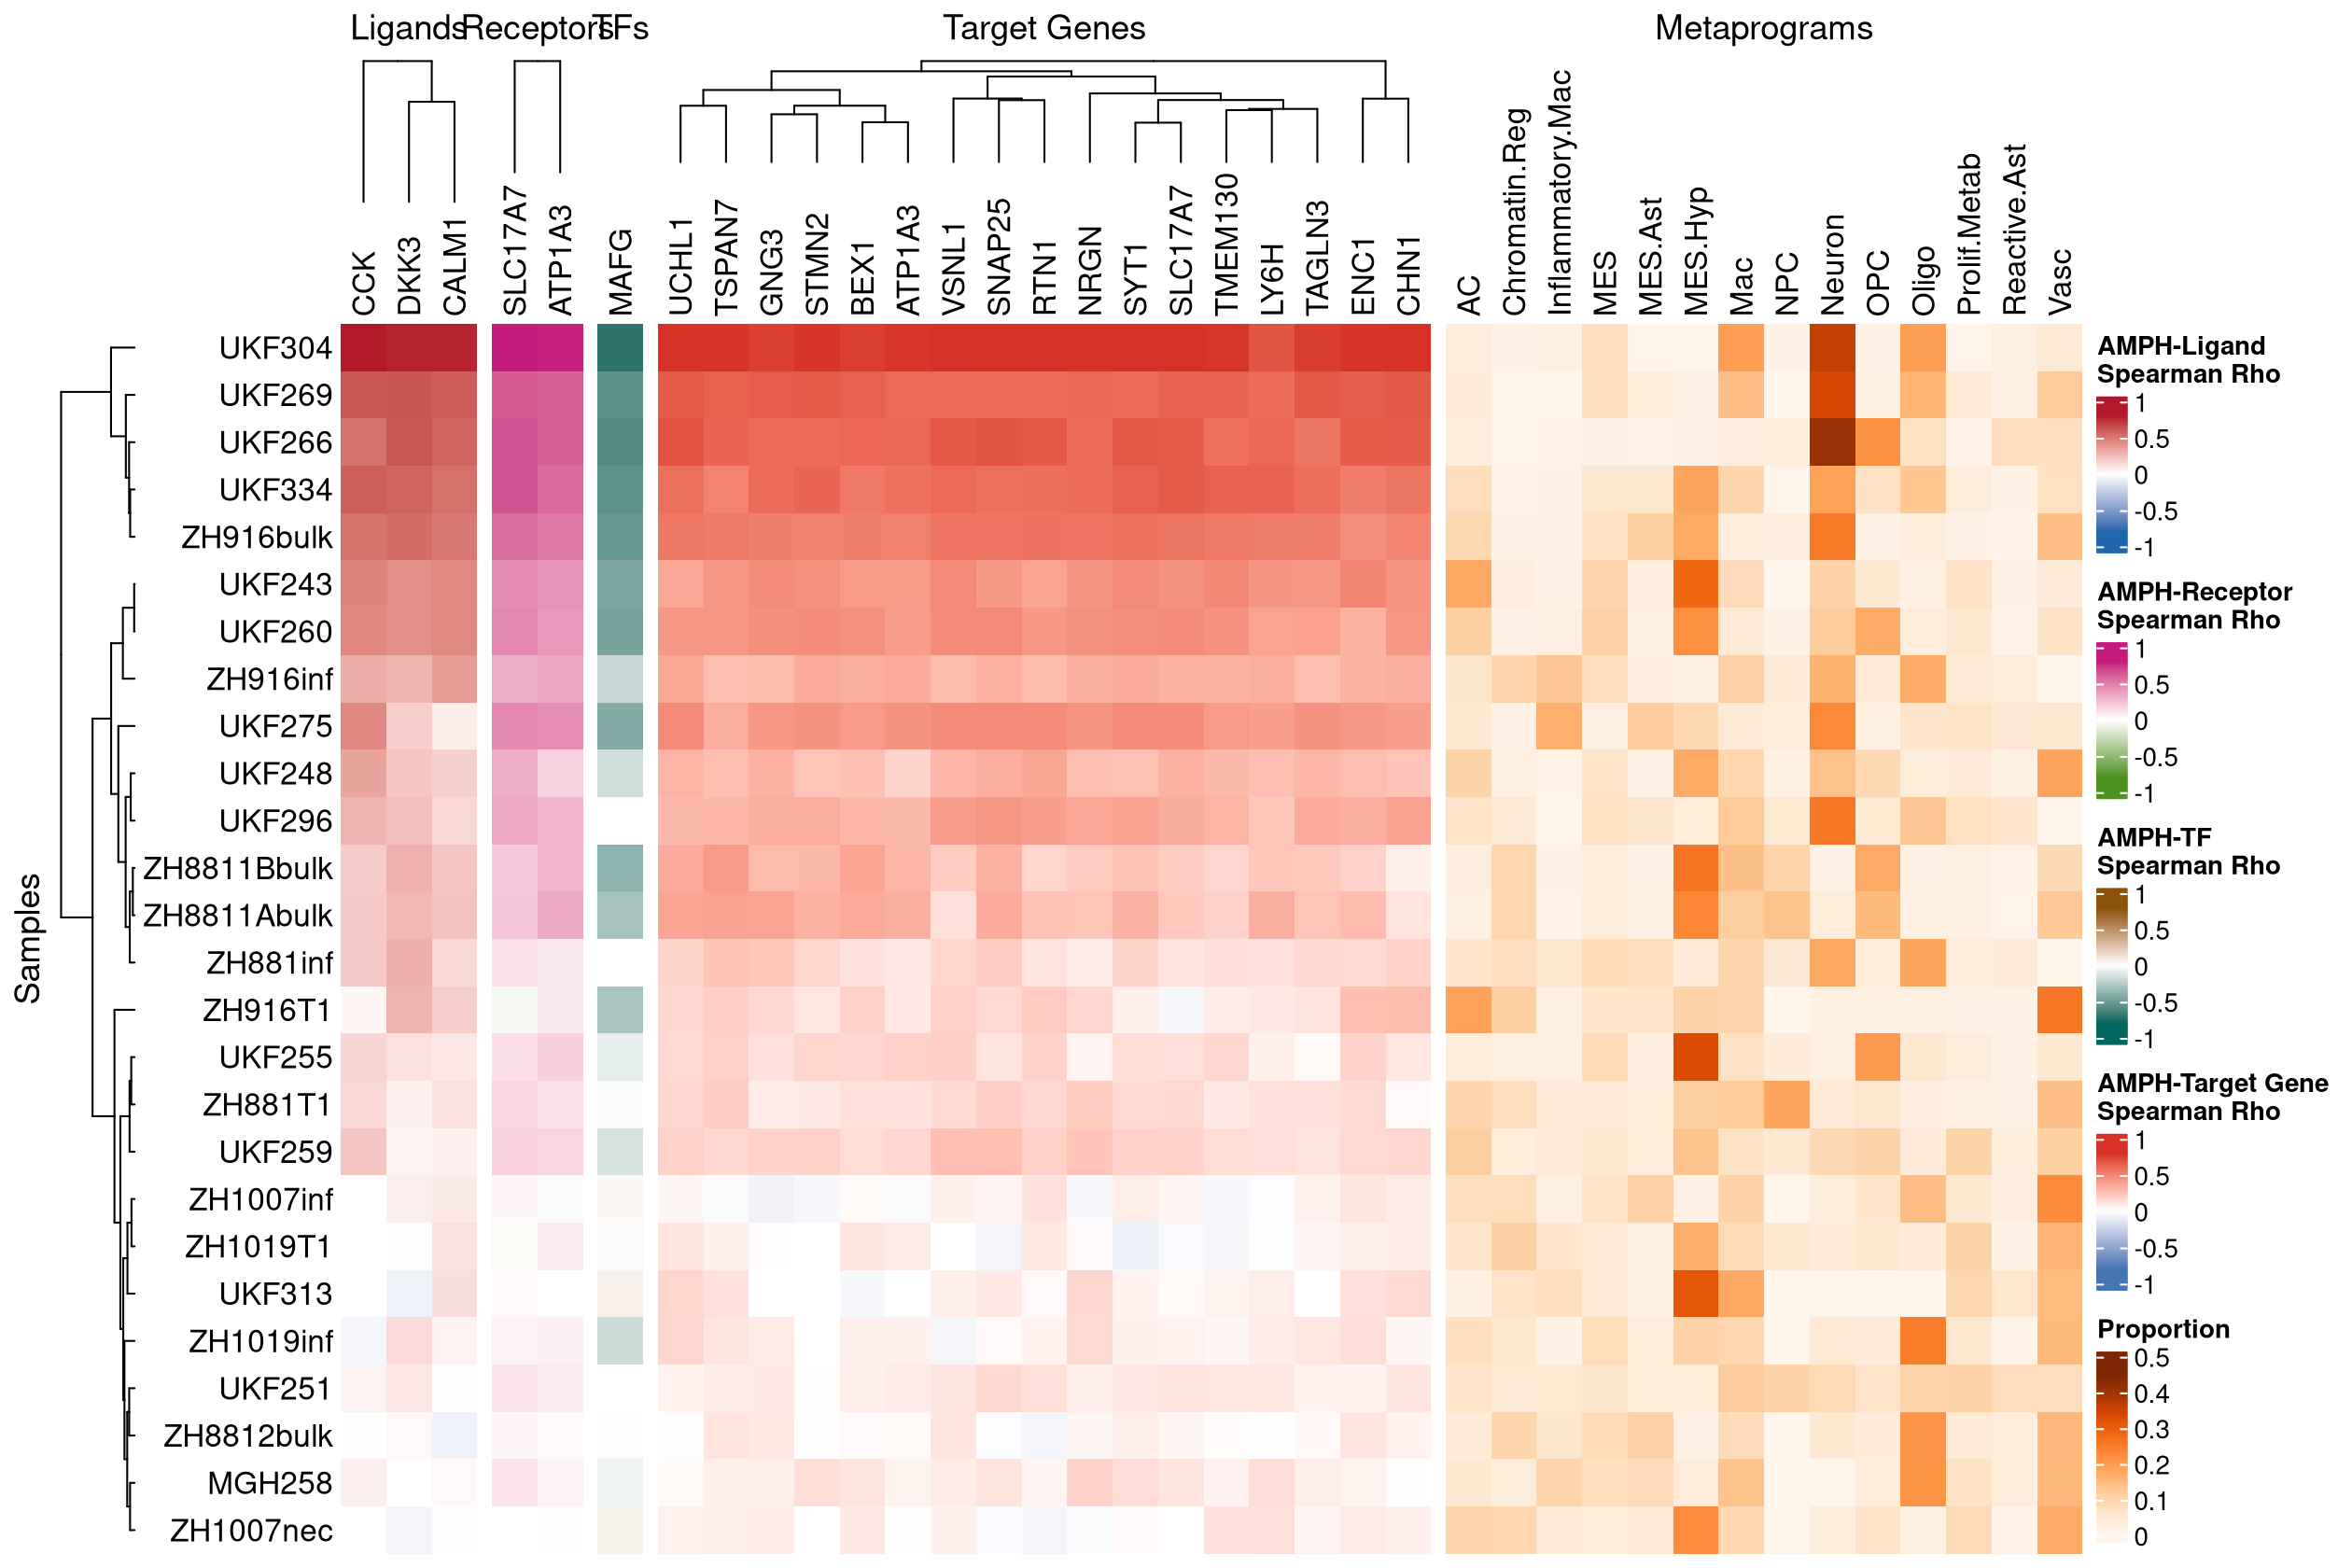 Ligands Receptors TFs Target Genes Metaprograms
CCK DKK3 CALM1 SLC17A7 ATP1A3 MAFG UCHL1 TSPAN7 GNG3 STMN2 BEX1 ATP1A3 VSNL1 SNAP25 RTN1 NRGN SYT1 SLC17A7 TMEM130 LY6H TAGLN3 ENC1 CHN1 AC Chromatin.Reg Inflammatory.Mac MES MES.Ast MES.Hyp Mac NPC Neuron OPC Oligo Prolif.Metab Reactive.Ast Vasc
Samples
UKF304
UKF269
UKF266
UKF334
ZH916bulk
UKF243
UKF260
ZH916inf
UKF275
UKF248
UKF296
ZH8811Bbulk
ZH8811Abulk
ZH881inf
ZH916T1
UKF255
ZH881T1
UKF259
ZH1007inf
ZH1019T1
UKF313
ZH1019inf
UKF251
ZH8812bulk
MGH258
ZH1007nec
AMPH-Ligand
Spearman Rho
1
0.5
0
-0.5
-1
AMPH-Receptor
Spearman Rho
1
0.5
0
-0.5
-1
AMPH-TF
Spearman Rho
1
0.5
0
-0.5
-1
AMPH-Target Gene
Spearman Rho
1
0.5
0
-0.5
-1
Proportion
0.5
0.4
0.3
0.2
0.1
0